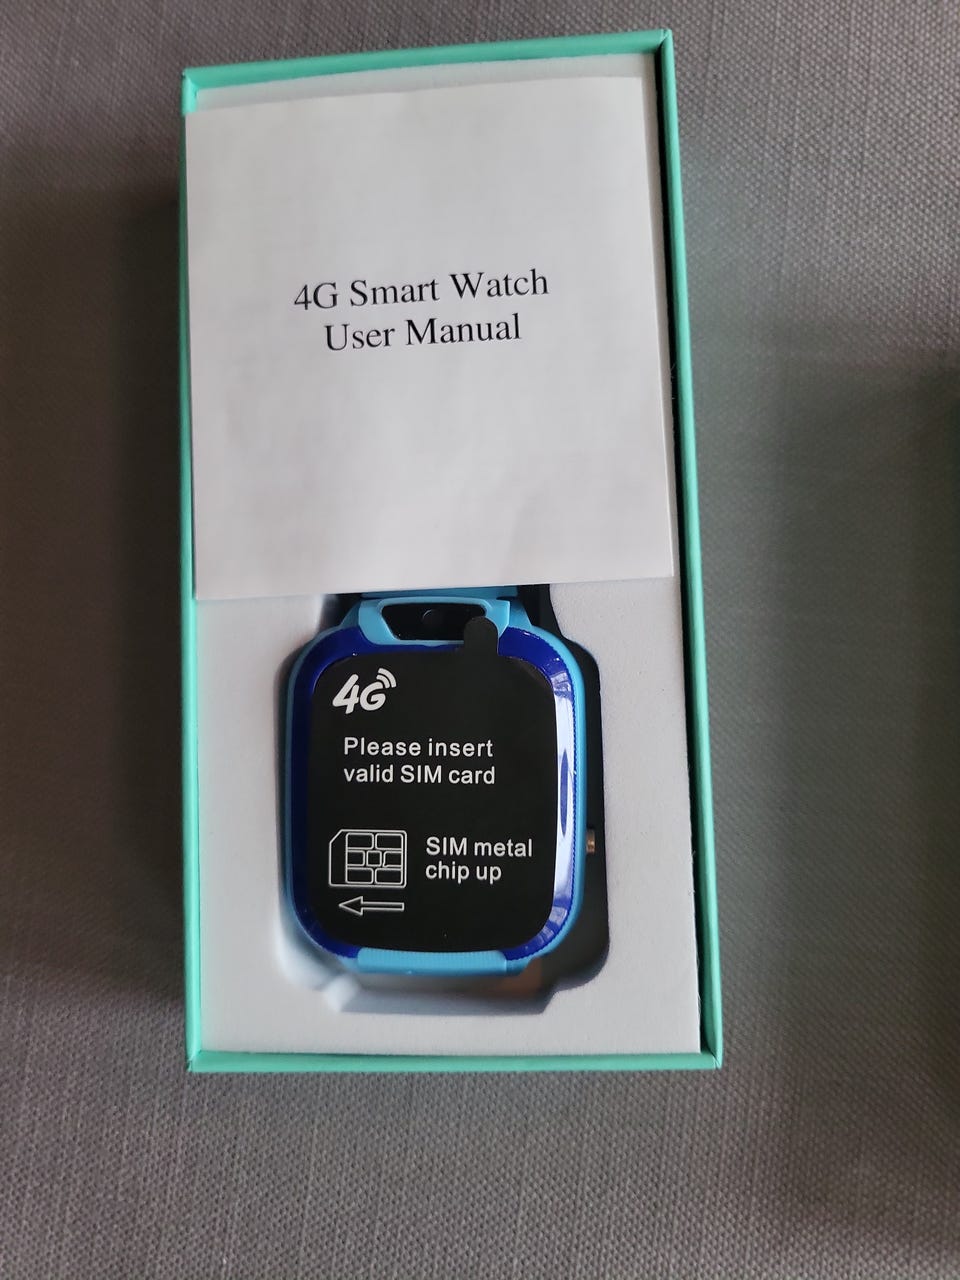 4G Smart Watch
User Manual
4G
Please insert
valid SIM card
SIM metal
chip up